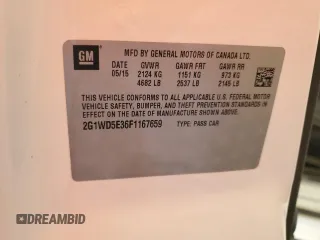 GM
MFD BY GENERAL MOTORS OF CANADA LTD.
DATE GVWR GAWR FRT GAWR RR
05/15 2124 KG 1151 KG 973 KG
4682 LB 2537 LB 2145 LB
THIS VEHICLE CONFORMS TO ALL APPLICABLE U.S. FEDERAL MOTOR
VEHICLE SAFETY, BUMPER, AND THEFT PREVENTION STANDARDS IN
EFFECT ON THE DATE OF MANUFACTURE SHOWN ABOVE.
2G1WD5E36F1167659 TYPE: PASS CAR
DREAMBID